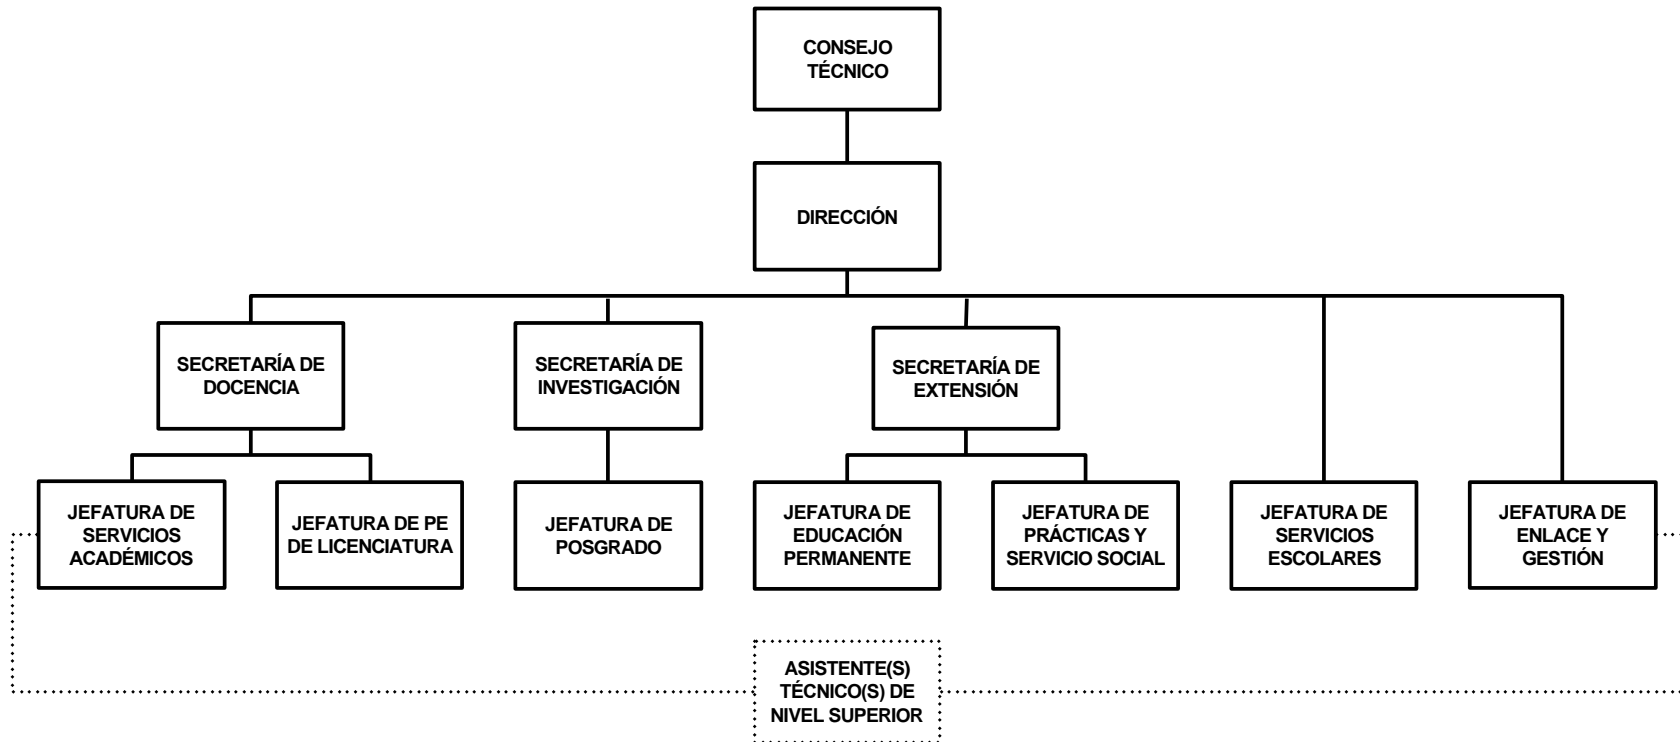 CONSEJO
TÉCNICO
DIRECCIÓN
SECRETARÍA DE
DOCENCIA
SECRETARÍA DE
INVESTIGACIÓN
SECRETARÍA DE
EXTENSIÓN
JEFATURA DE
SERVICIOS
ACADÉMICOS
JEFATURA DE PE
DE LICENCIATURA
JEFATURA DE
POSGRADO
JEFATURA DE
EDUCACIÓN
PERMANENTE
JEFATURA DE
PRÁCTICAS Y
SERVICIO SOCIAL
JEFATURA DE
SERVICIOS
ESCOLARES
JEFATURA DE
ENLACE Y
GESTIÓN
ASISTENTE(S)
TÉCNICO(S) DE
NIVEL SUPERIOR